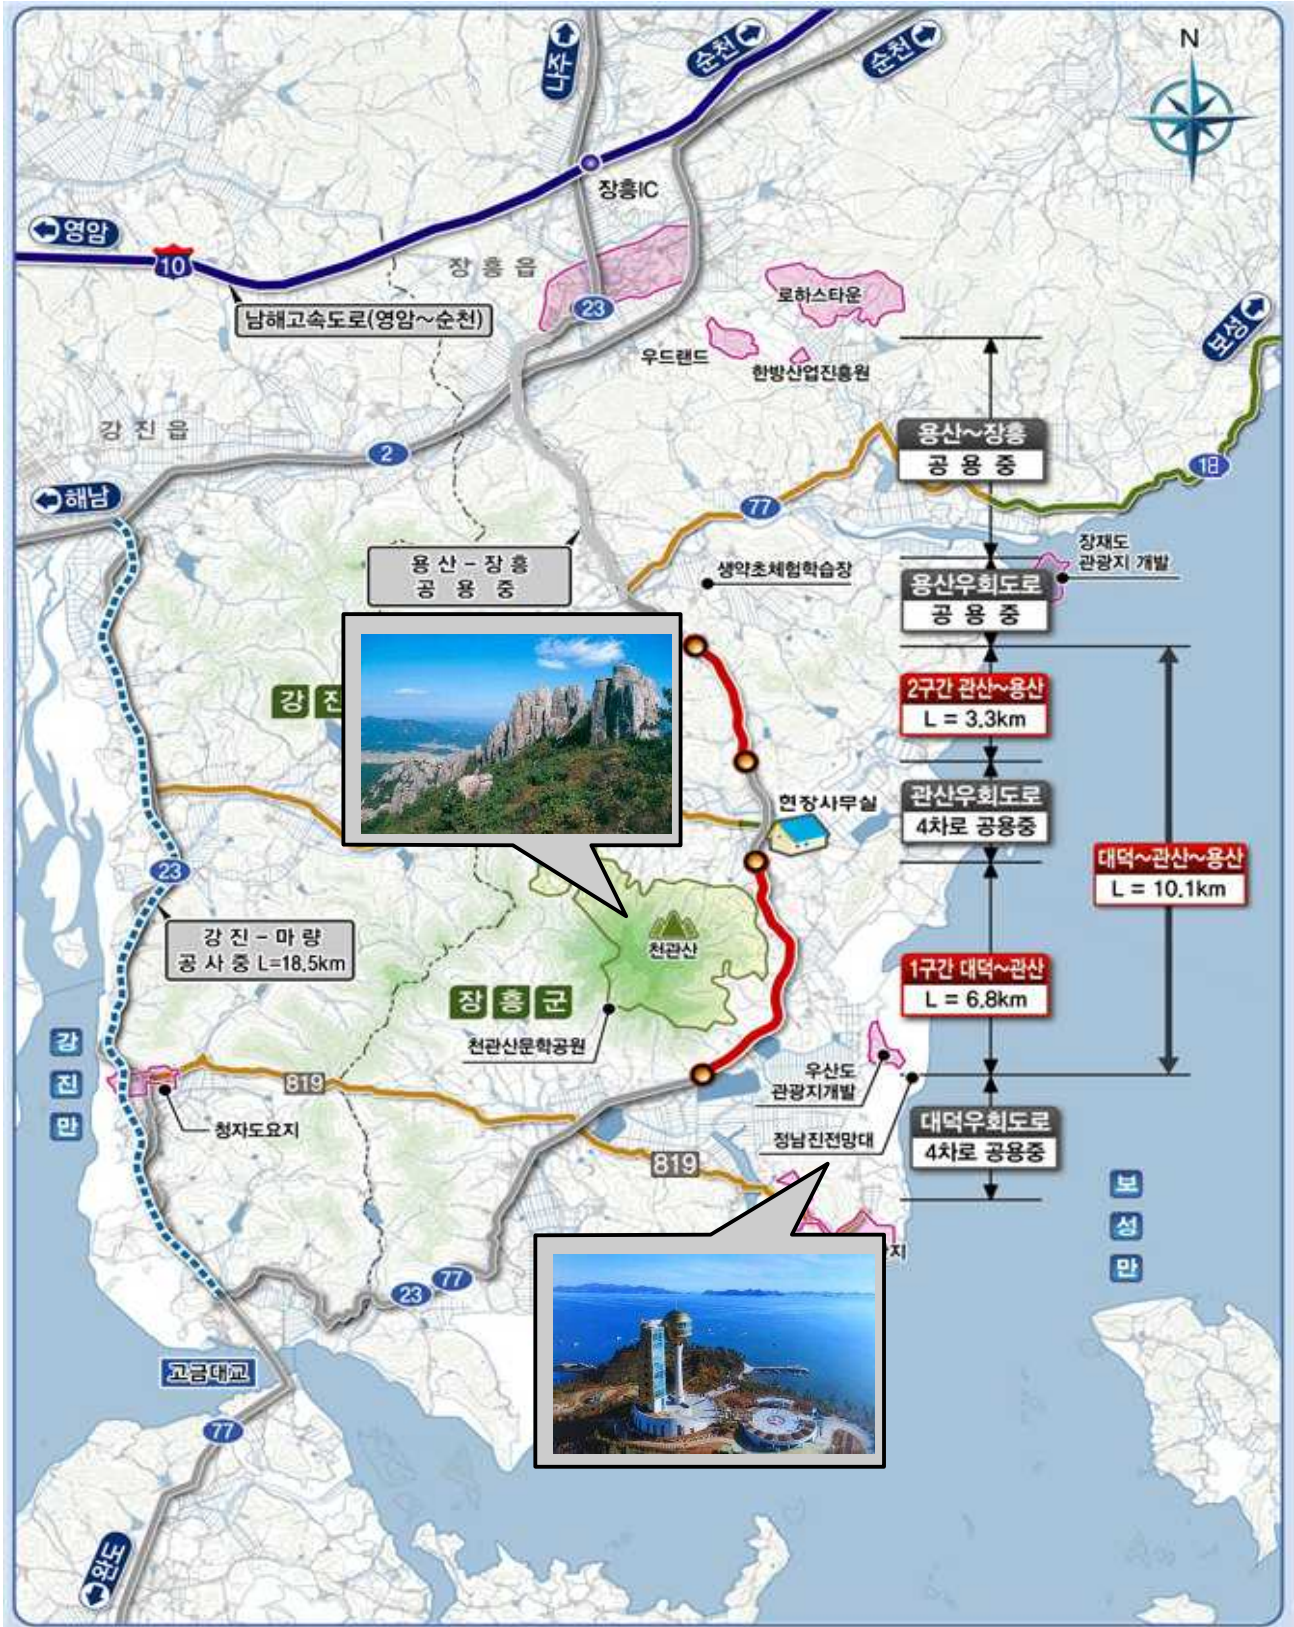 나주
순천
순천
N
장흥IC
영암
10
장흥읍
로하스타운
남해고속도로(영암~순천)
23
보성
우드랜드
한방산업진흥원
강진읍
용산~장흥
공용중
2
18
해남
77
장재도
관광지 개발
용산-장흥
공용중
생약초체험학습장
용산우회도로
공용중
2구간 관산~용산
L = 3.3km
강진
관산우회도로
4차로 공용중
현장사무실
대덕~관산~용산
L = 10.1km
23
강진-마량
공사중 L=18.5km
천관산
1구간 대덕~관산
L = 6.8km
장흥군
천관산문학공원
강진만
우산도
관광지개발
819
청자도요지
정남진전망대
대덕우회도로
4차로 공용중
819
보성만
지
77
23
고금대교
77
완도